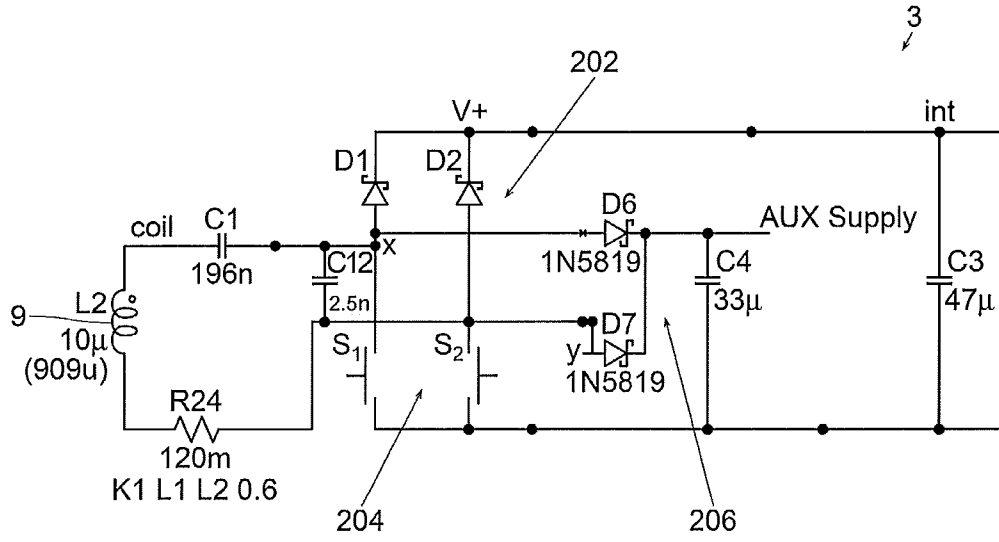 3
202
V+
int
D1
D2
D6
AUX Supply
coil
C1
x
196n
C12
1N5819
C4
C3
9
L2
2.5n
33µ
47µ
10µ
(909u)
S1
S2
D7
y
1N5819
R24
120m
K1 L1 L2 0.6
204
206